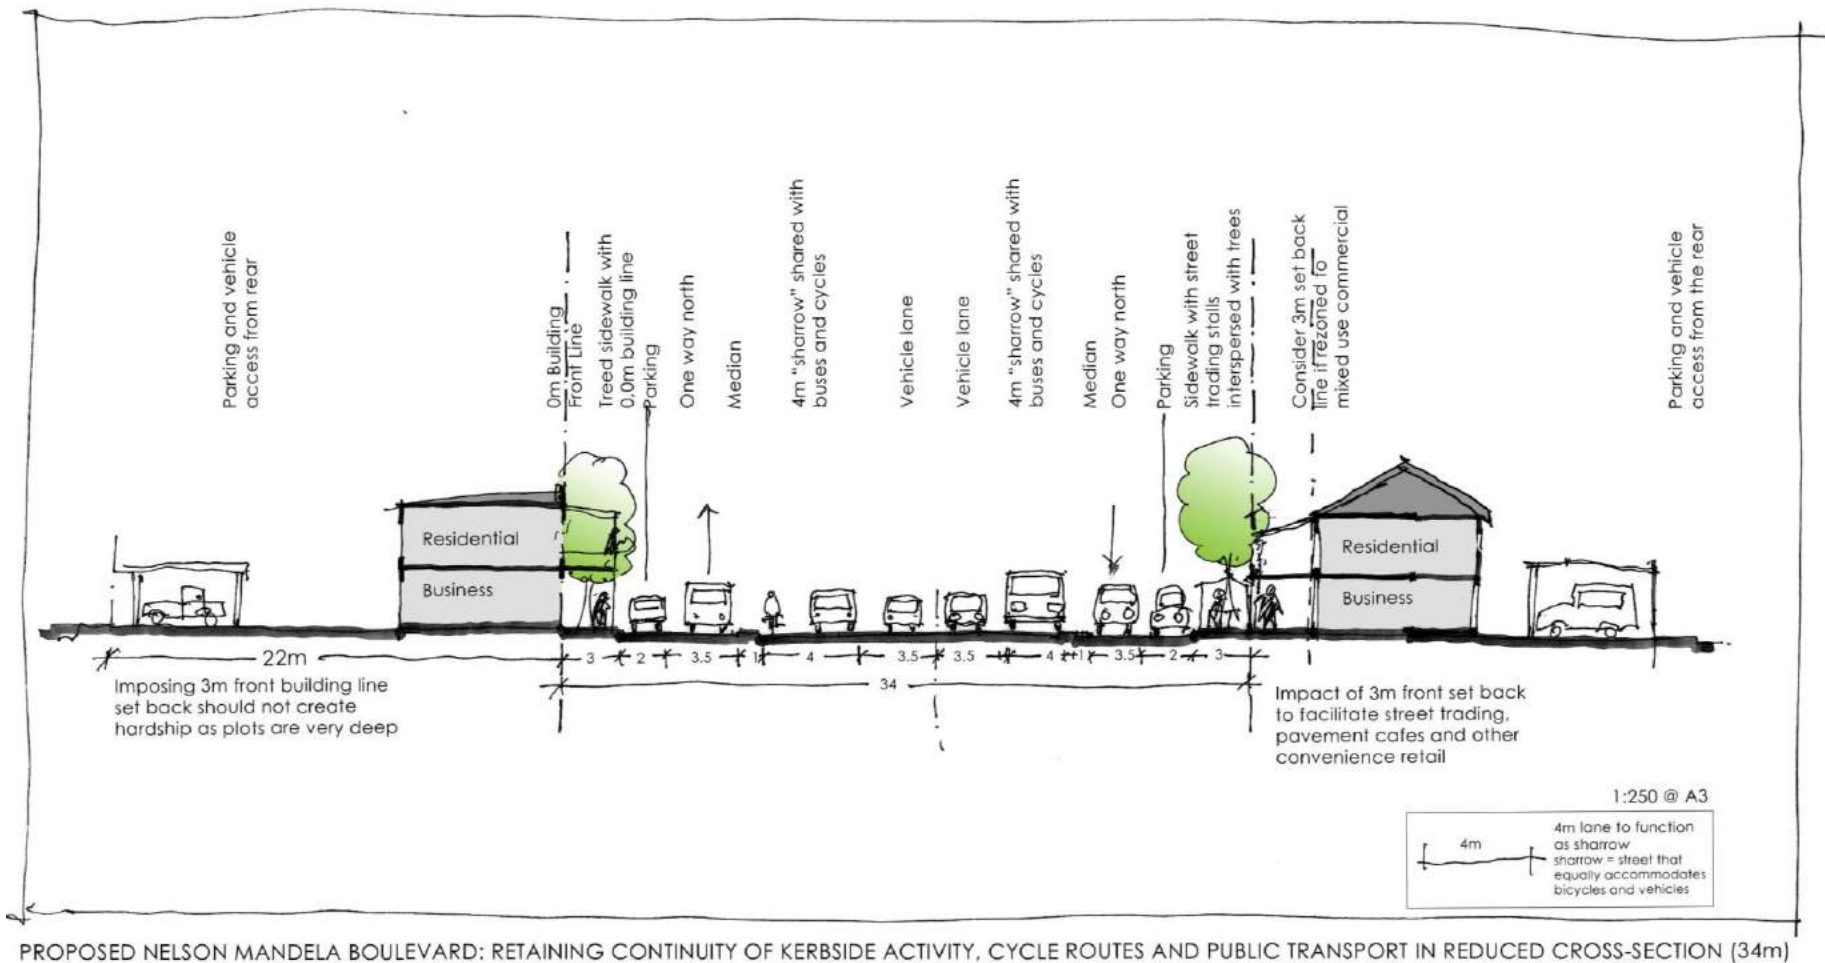 Parking and vehicle
access from rear
0m Building
Front Line
Treed sidewalk with
0.0m building line
Parking
One way north
Median
4m "sharrow" shared with
buses and cycles
Vehicle lane
Vehicle lane
4m "sharrow" shared with
buses and cycles
Median
One way north
Parking
Sidewalk with street
trading stalls
interspersed with trees
Consider 3m set back
line if rezoned to
mixed use commercial
Parking and vehicle
access from the rear
Residential
Business
Residential
Business
22m
3
2
3.5
1
4
3.5
3.5
4
1
3.5
2
3
34
Imposing 3m front building line
set back should not create
hardship as plots are very deep
Impact of 3m front set back
to facilitate street trading,
pavement cafes and other
convenience retail
1:250 @ A3
4m
4m lane to function
as sharrow
sharrow = street that
equally accommodates
bicycles and vehicles
PROPOSED NELSON MANDELA BOULEVARD: RETAINING CONTINUITY OF KERBSIDE ACTIVITY, CYCLE ROUTES AND PUBLIC TRANSPORT IN REDUCED CROSS-SECTION (34m)